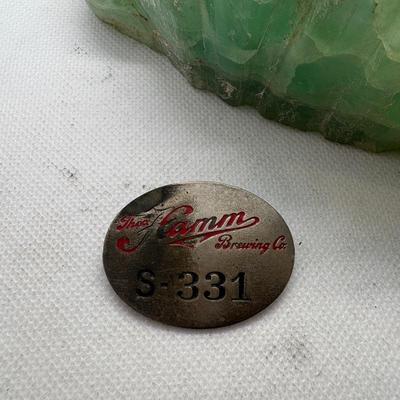 Theo. Hamm
Brewing Co.
S-331